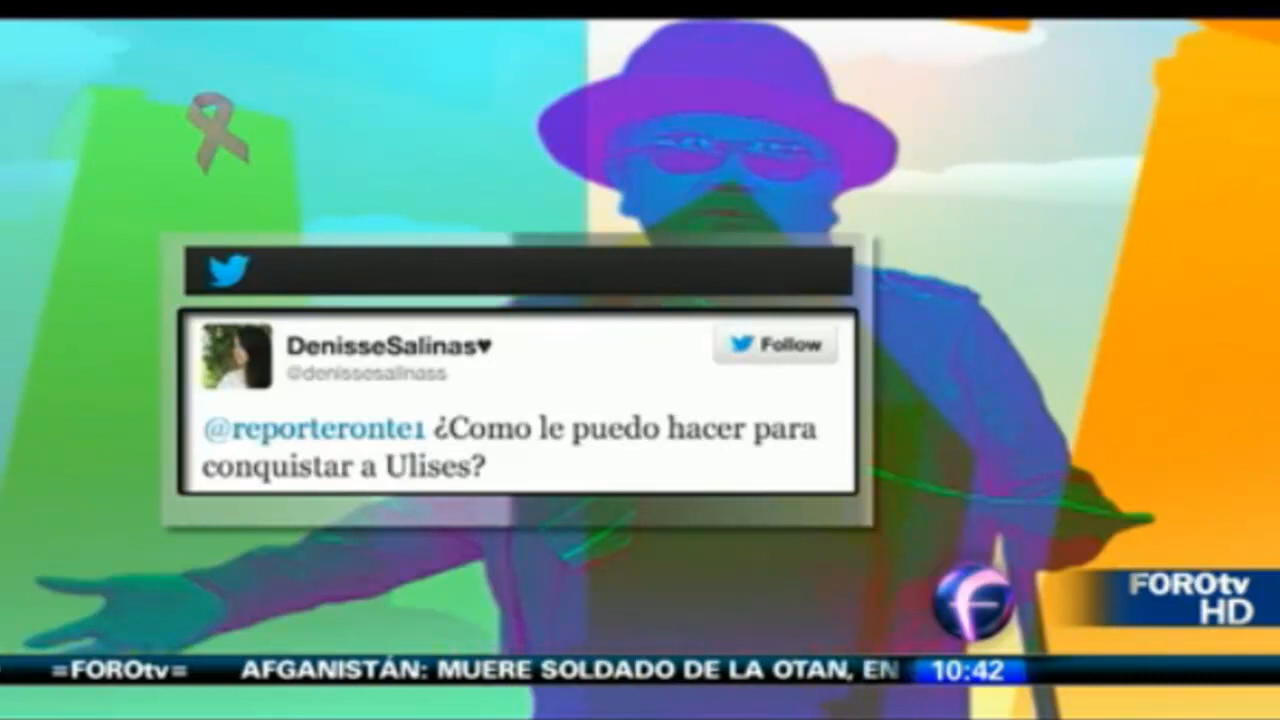 DenisseSalinas♥
Follow
@denissesalinass
@reporteronte1 ¿Como le puedo hacer para
conquistar a Ulises?
FOROtv
HD
=FOROtv= AFGANISTÁN: MUERE SOLDADO DE LA OTAN, EN 10:42